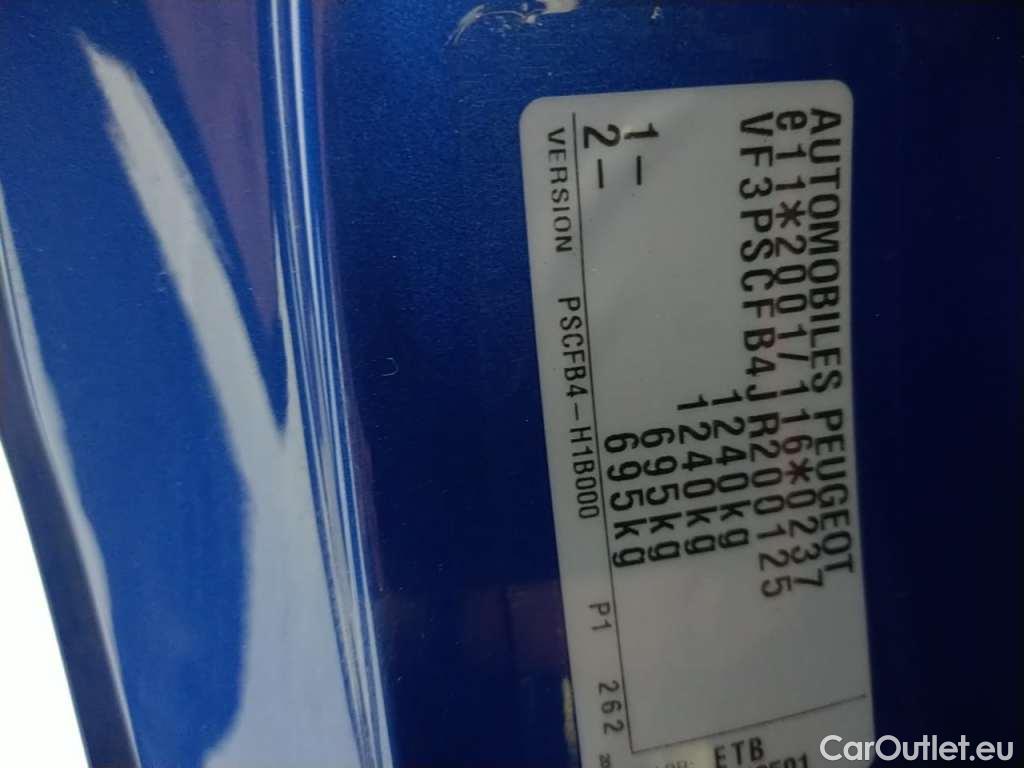 AUTOMOBILES PEUGEOT
e11*2001/116*0237
VF3PSCFB4JR200125
1240kg
1240kg
1- 695kg
2- 695kg
VERSION PSCFB4-H1B000 P1 262
ETB
CarOutlet.eu